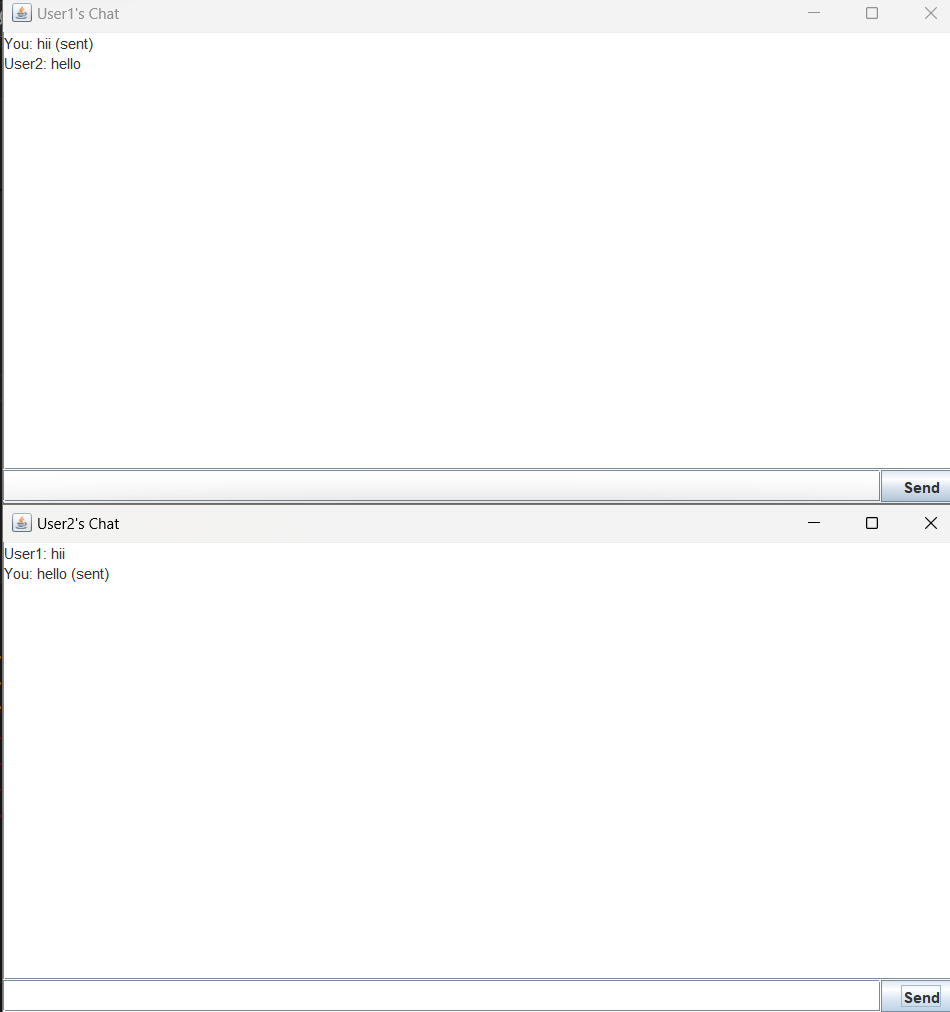 User1's Chat
You: hii (sent)
User2: hello
Send
User2's Chat
User1: hii
You: hello (sent)
Send